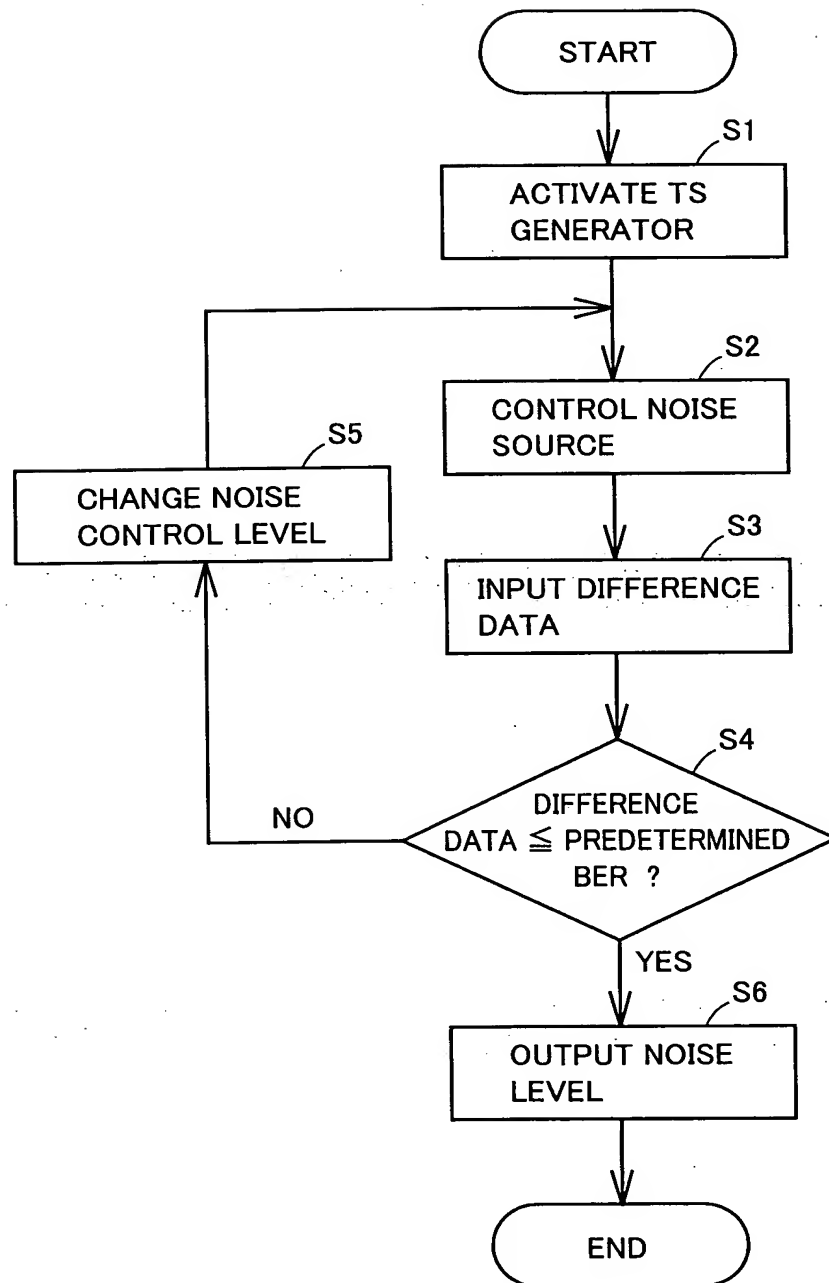 START
S1
ACTIVATE TS
GENERATOR
S2
CONTROL NOISE
SOURCE
S5
CHANGE NOISE
CONTROL LEVEL
S3
INPUT DIFFERENCE
DATA
S4
DIFFERENCE
DATA ≦ PREDETERMINED
BER ?
NO
YES
S6
OUTPUT NOISE
LEVEL
END